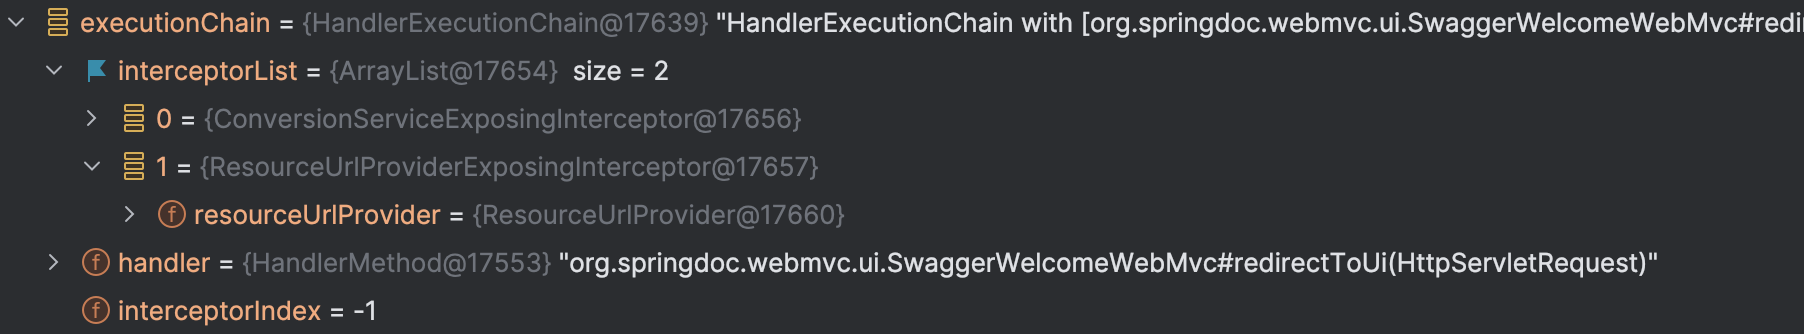 executionChain = {HandlerExecutionChain@17639} "HandlerExecutionChain with [org.springdoc.webmvc.ui.SwaggerWelcomeWebMvc#redi
interceptorList = {ArrayList@17654} size = 2
0 = {ConversionServiceExposingInterceptor@17656}
1 = {ResourceUrlProviderExposingInterceptor@17657}
f resourceUrlProvider = {ResourceUrlProvider@17660}
f handler = {HandlerMethod@17553} "org.springdoc.webmvc.ui.SwaggerWelcomeWebMvc#redirectToUi(HttpServletRequest)"
f interceptorIndex = -1